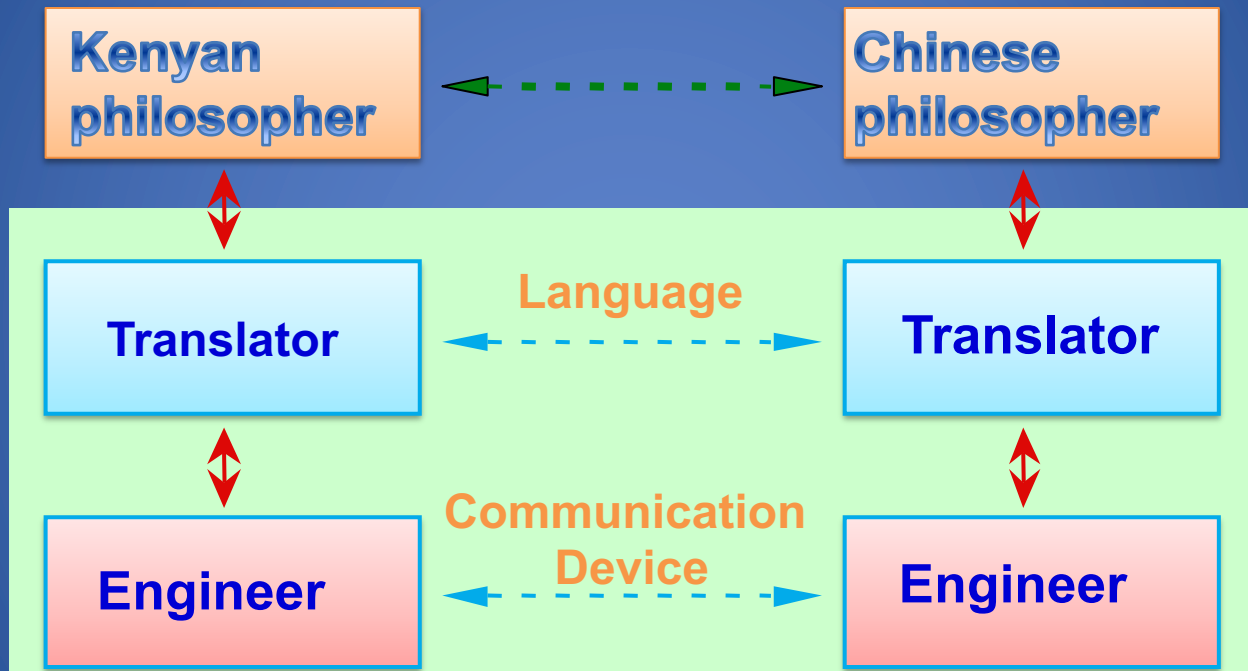 Kenyan
philosopher
Chinese
philosopher
Language
Translator
Translator
Communication
Device
Engineer
Engineer